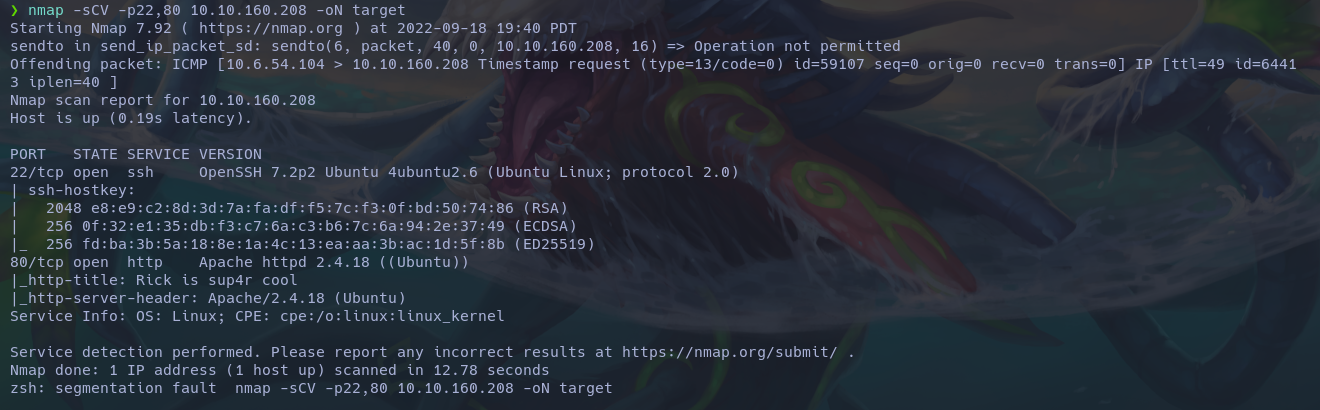 ❯ nmap -sCV -p22,80 10.10.160.208 -oN target
Starting Nmap 7.92 ( https://nmap.org ) at 2022-09-18 19:40 PDT
sendto in send_ip_packet_sd: sendto(6, packet, 40, 0, 10.10.160.208, 16) => Operation not permitted
Offending packet: ICMP [10.6.54.104 > 10.10.160.208 Timestamp request (type=13/code=0) id=59107 seq=0 orig=0 recv=0 trans=0] IP [ttl=49 id=6441
3 iplen=40 ]
Nmap scan report for 10.10.160.208
Host is up (0.19s latency).

PORT   STATE SERVICE VERSION
22/tcp open  ssh     OpenSSH 7.2p2 Ubuntu 4ubuntu2.6 (Ubuntu Linux; protocol 2.0)
| ssh-hostkey:
|   2048 e8:e9:c2:8d:3d:7a:fa:df:f5:7c:f3:0f:bd:50:74:86 (RSA)
|   256 0f:32:e1:35:db:f3:c7:6a:c3:b6:7c:6a:94:2e:37:49 (ECDSA)
|_  256 fd:ba:3b:5a:18:8e:1a:4c:13:ea:aa:3b:ac:1d:5f:8b (ED25519)
80/tcp open  http    Apache httpd 2.4.18 ((Ubuntu))
|_http-title: Rick is sup4r cool
|_http-server-header: Apache/2.4.18 (Ubuntu)
Service Info: OS: Linux; CPE: cpe:/o:linux:linux_kernel

Service detection performed. Please report any incorrect results at https://nmap.org/submit/ .
Nmap done: 1 IP address (1 host up) scanned in 12.78 seconds
zsh: segmentation fault  nmap -sCV -p22,80 10.10.160.208 -oN target